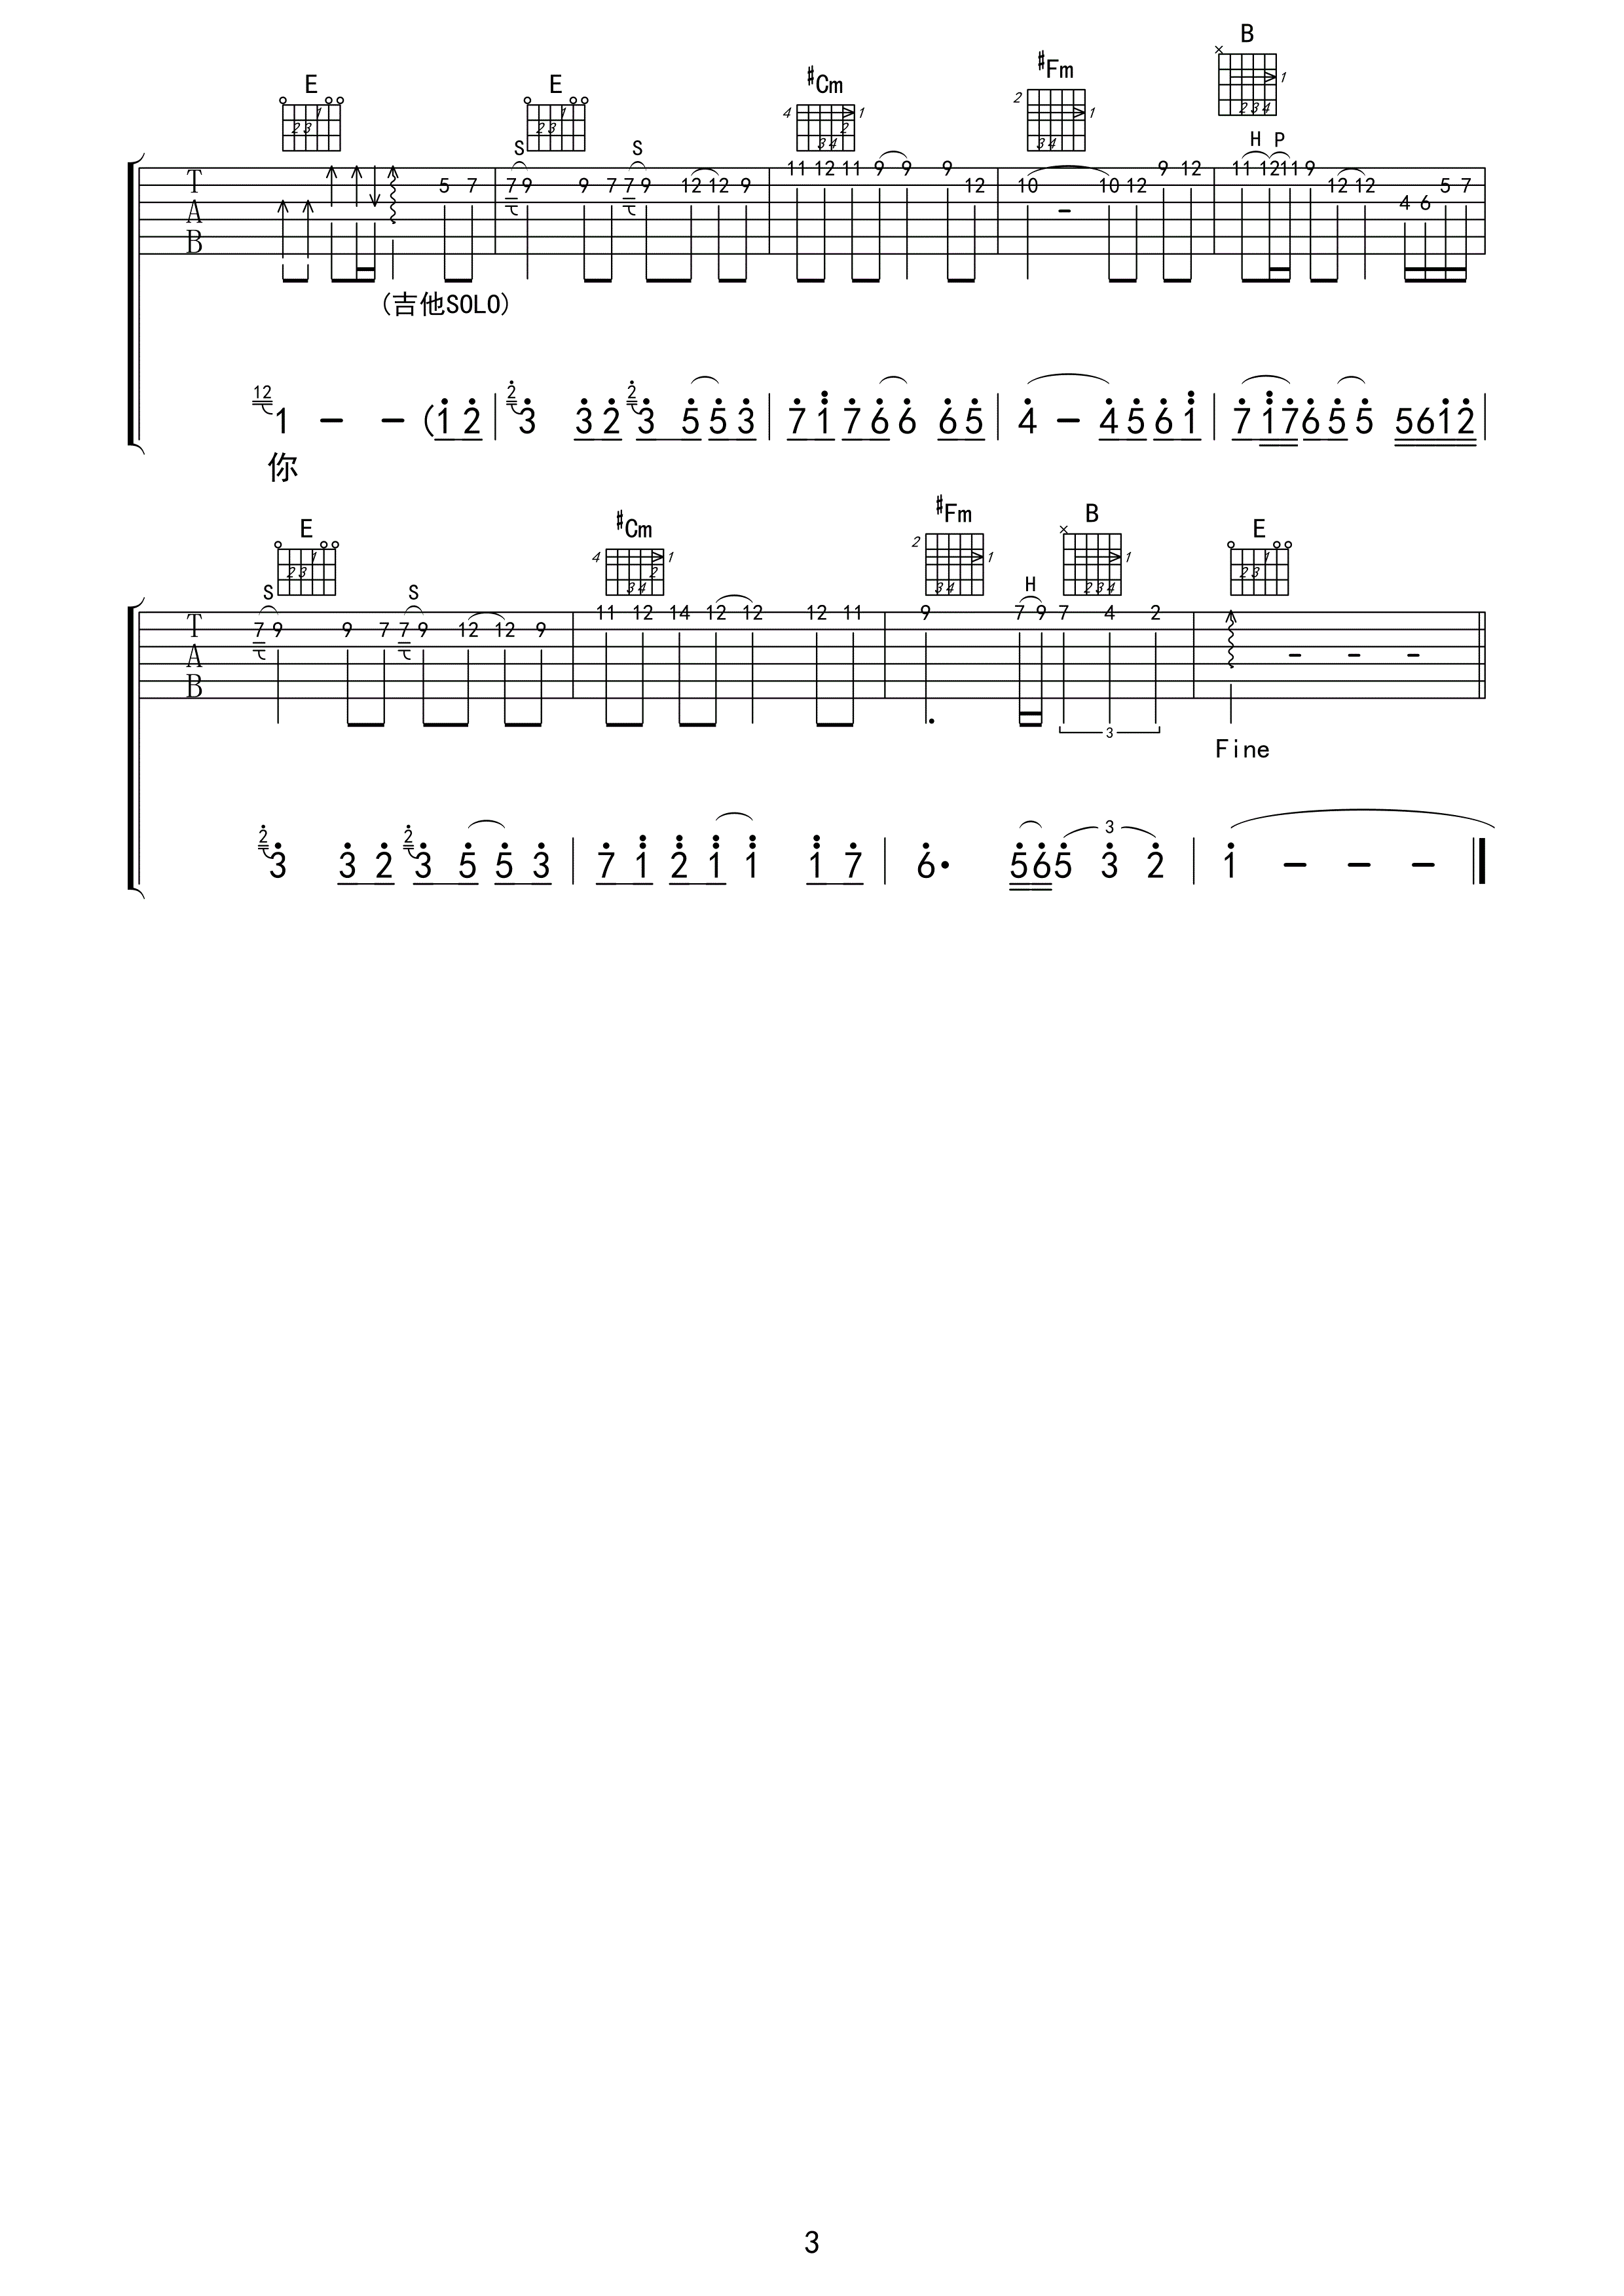 B
E E #Cm #Fm
H P
S S
T A B
5 7 7 9 9 7 7 9 12 12 9 11 12 11 9 9 9 12 10 - 10 12 9 12 11 12 11 9 12 12 4 6 5 7
(吉他SOLO)
12 1 - - (1 2 2 3 3 2 2 3 5 5 3 7 1 7 6 6 6 5 4 - 4 5 6 1 7 1 7 6 5 5 5 6 1 2
你
E #Cm #Fm B E
S S H
T A B
7 9 9 7 7 9 12 12 9 11 12 14 12 12 12 11 9 7 9 7 4 2 - - -
3
Fine
2 3 3 2 2 3 5 5 3 7 1 2 1 1 1 7 6 · 5 6 5 3 2 1 - - -
3
3